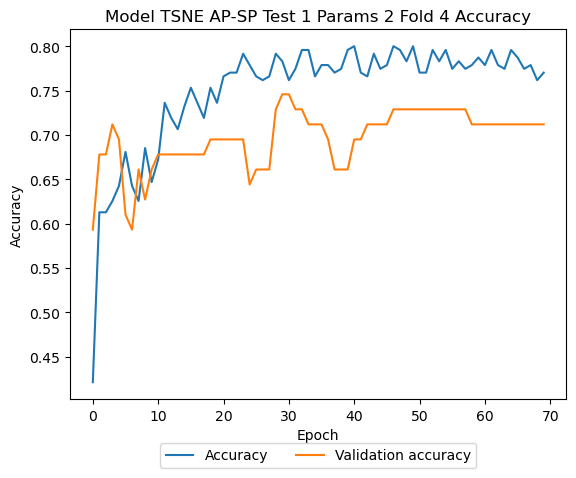 Model TSNE AP-SP Test 1 Params 2 Fold 4 Accuracy
0.80
0.75
0.70
0.65
0.60
0.55
0.50
0.45
Accuracy
0 10 20 30 40 50 60 70
Epoch
Accuracy Validation accuracy